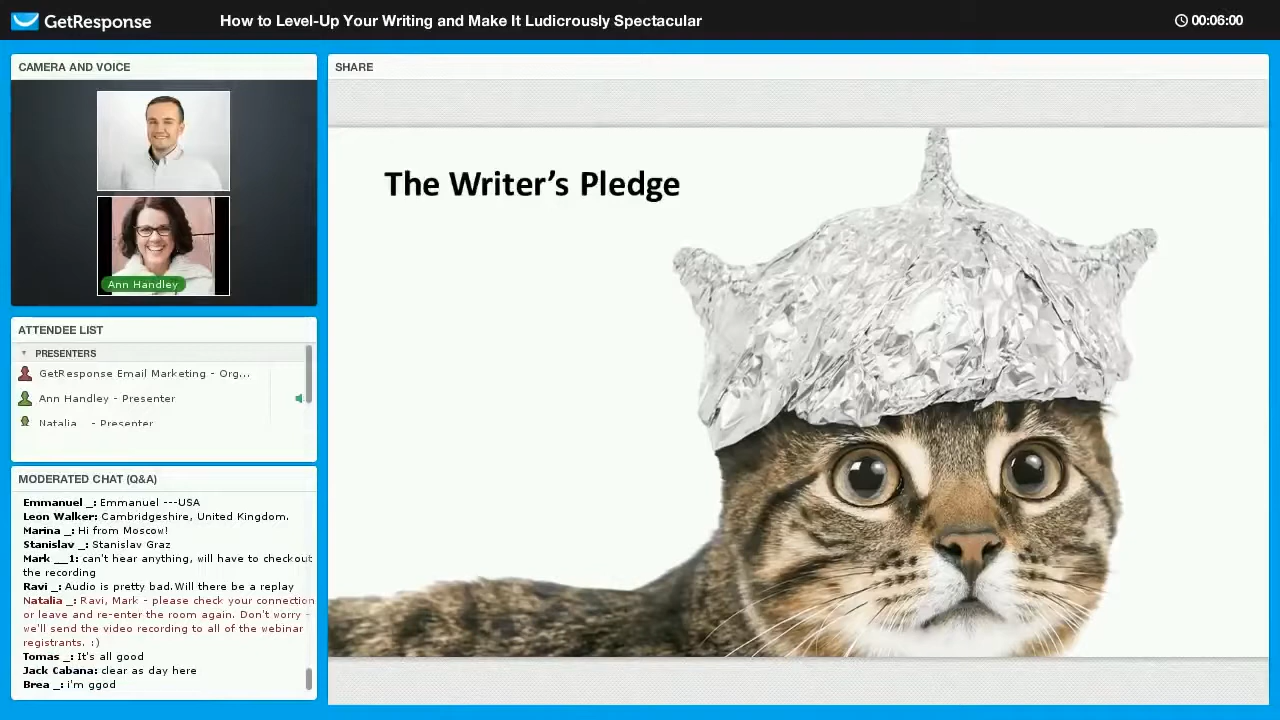 GetResponse
How to Level-Up Your Writing and Make It Ludicrously Spectacular
00:06:00
CAMERA AND VOICE
Ann Handley
ATTENDEE LIST
PRESENTERS
GetResponse Email Marketing - Org...
Ann Handley - Presenter
Natalia _ - Presenter
MODERATED CHAT (Q&A)
Emmanuel _: Emmanuel ---USA
Leon Walker: Cambridgeshire, United Kingdom.
Marina _: Hi from Moscow!
Stanislav _: Stanislav Graz
Mark __1: can't hear anything, will have to checkout
the recording
Ravi _: Audio is pretty bad.Will there be a replay
Natalia _: Ravi, Mark - please check your connection
or leave and re-enter the room again. Don't worry -
we'll send the video recording to all of the webinar
registrants. :)
Tomas _: It's all good
Jack Cabana: clear as day here
Brea _: i'm ggod
SHARE
The Writer's Pledge